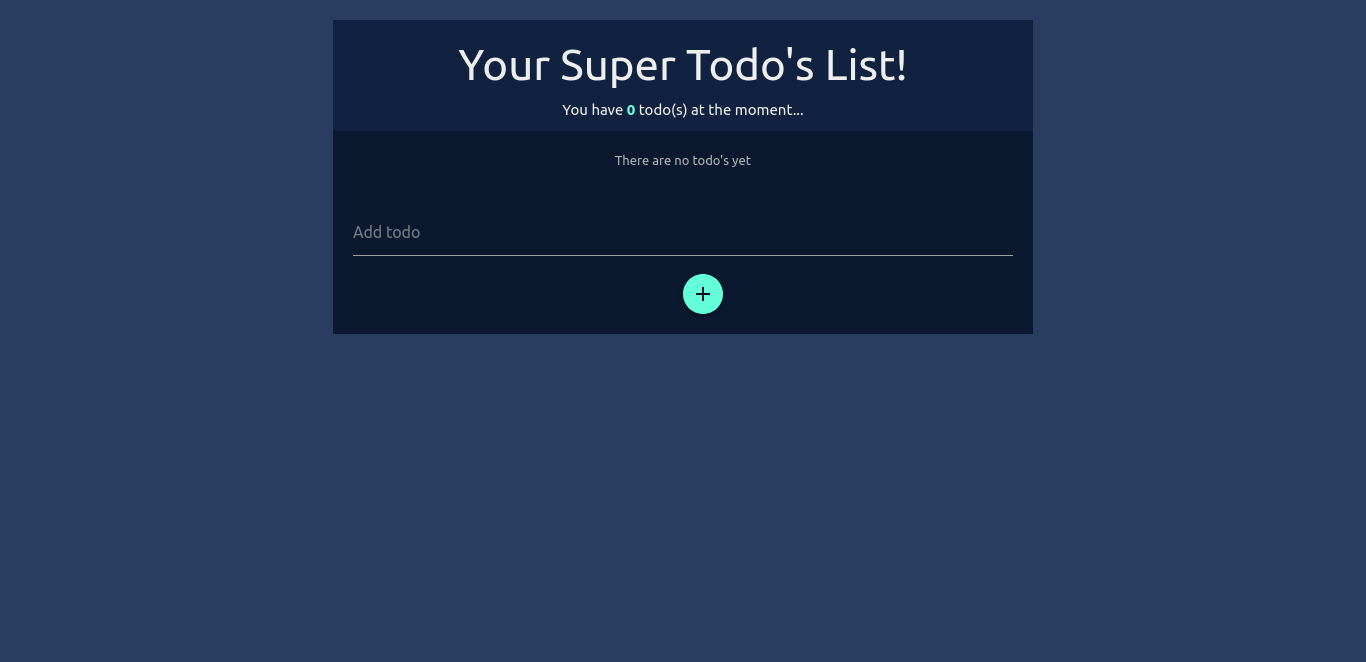 Your Super Todo's List!
You have 0 todo(s) at the moment...
There are no todo's yet
Add todo